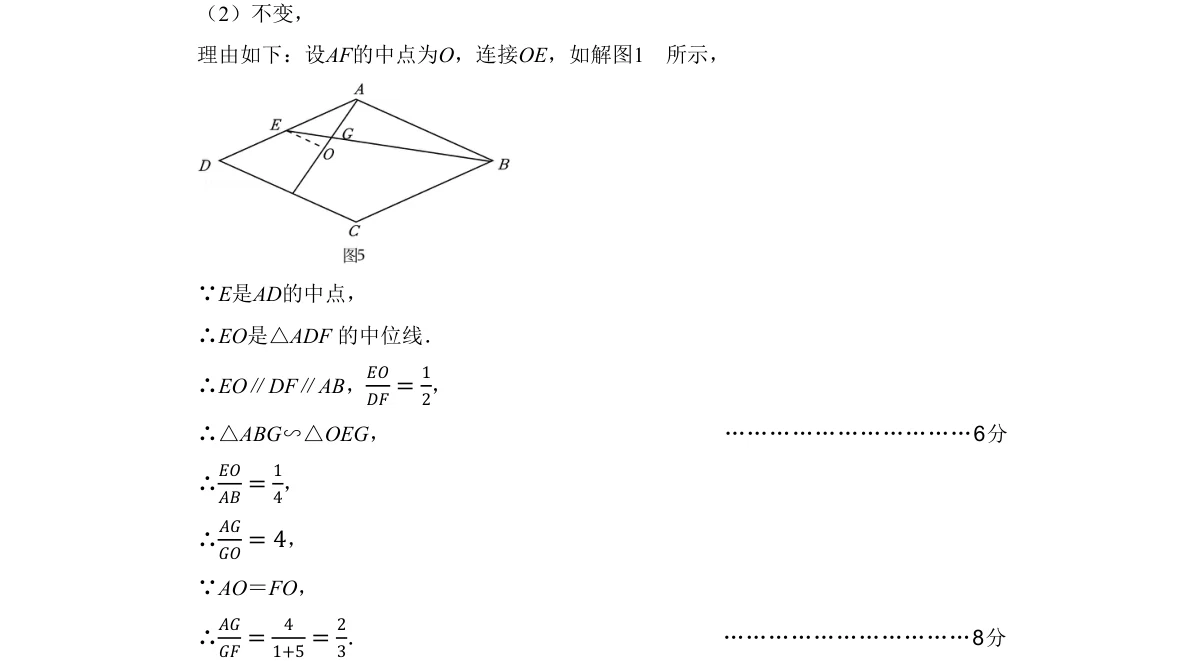 （2）不变，
理由如下：设AF的中点为O，连接OE，如解图1 所示，
A
E
G
O
D
B
C
图5
∵E是AD的中点，
∴EO是△ADF 的中位线．
∴EO∥DF∥AB，EO/DF = 1/2，
∴△ABG∽△OEG， ……………………………6分
∴EO/AB = 1/4，
∴AG/GO = 4，
∵AO＝FO，
∴AG/GF = 4/(1+5) = 2/3. ……………………………8分